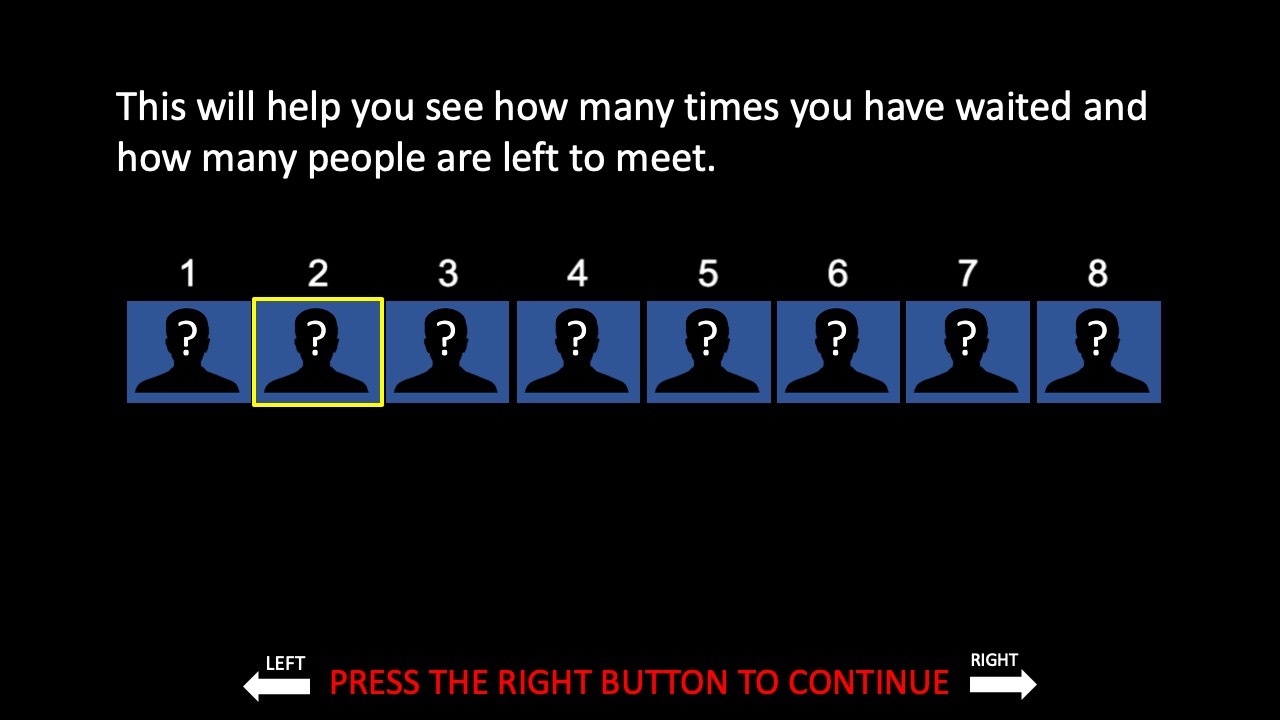 This will help you see how many times you have waited and
how many people are left to meet.
1 2 3 4 5 6 7 8
? ? ? ? ? ? ? ?
LEFT PRESS THE RIGHT BUTTON TO CONTINUE RIGHT